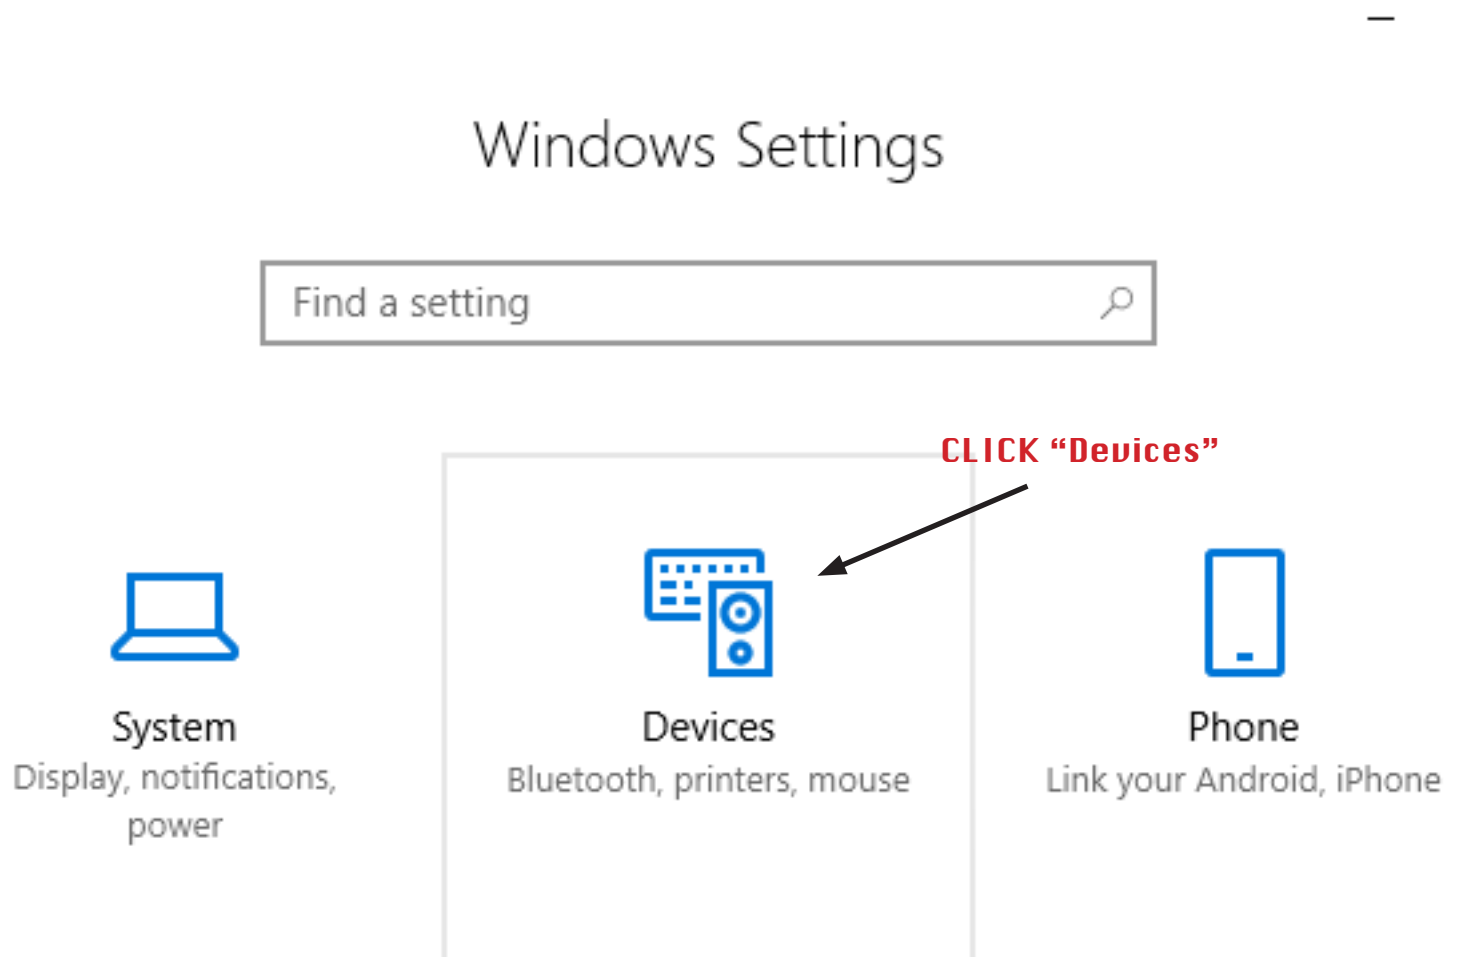 Windows Settings
Find a setting
CLICK “Devices”
System
Display, notifications,
power
Devices
Bluetooth, printers, mouse
Phone
Link your Android, iPhone